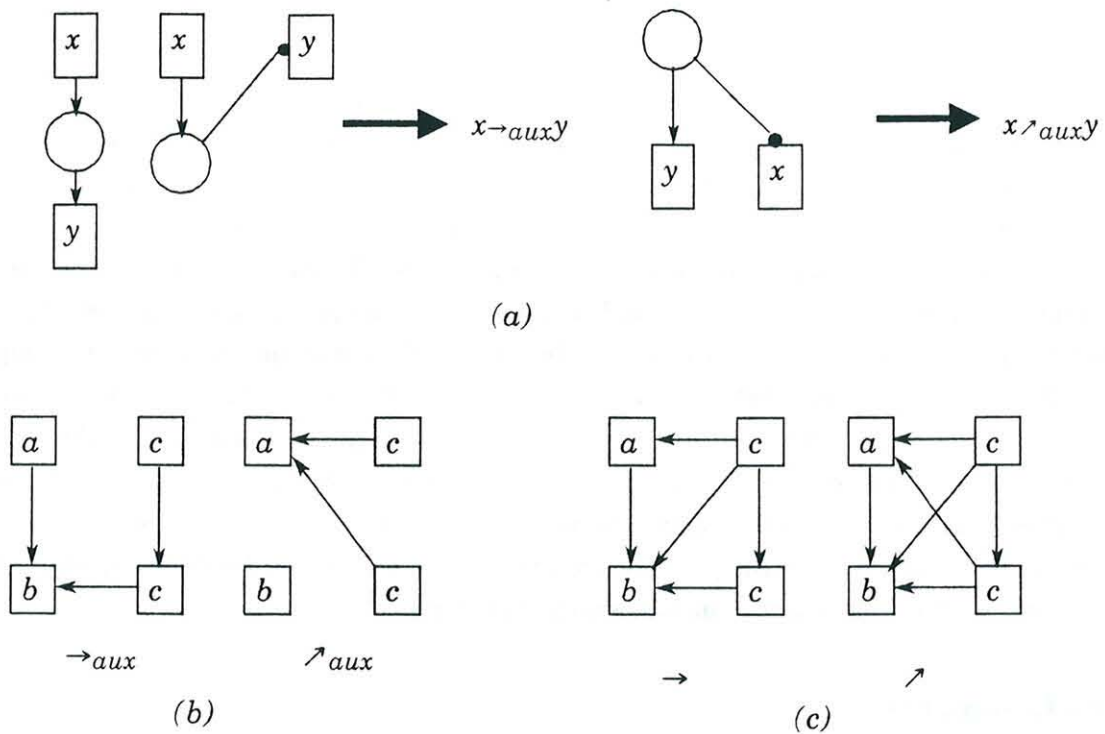 x x y x→aux y x↗aux y
y x
y
(a)
a c a c a c a c
b c b c b c b c
→aux ↗aux → ↗
(b) (c)